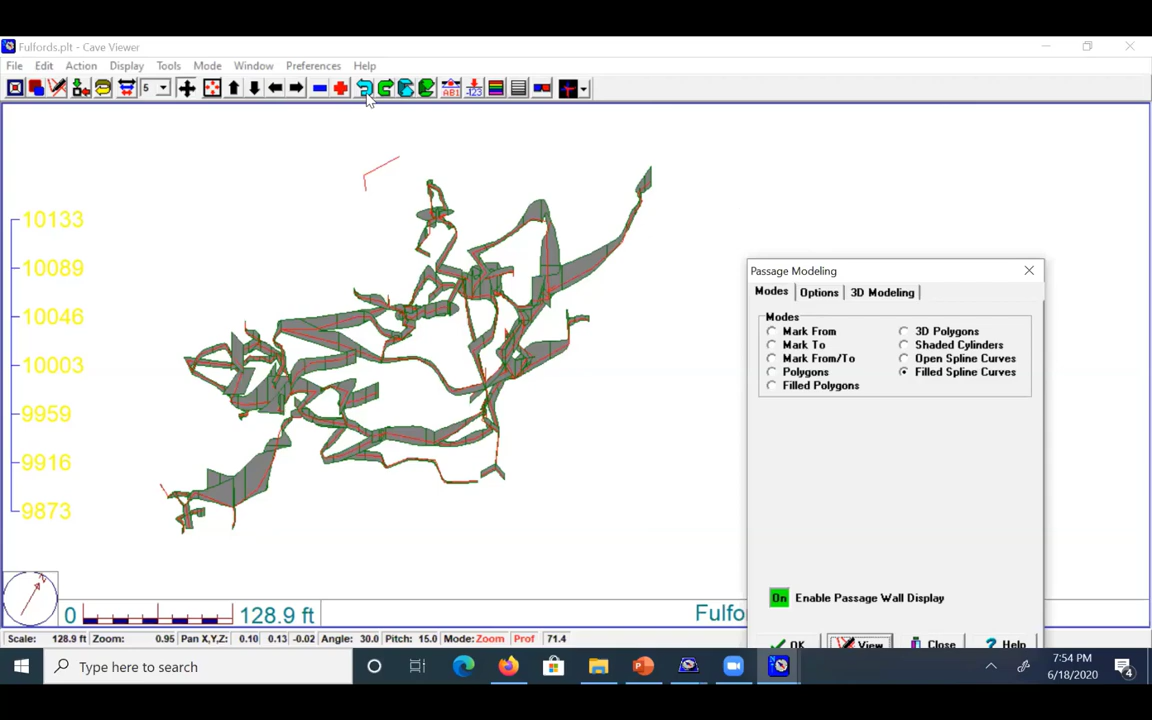 Fulfords.plt - Cave Viewer
File Edit Action Display Tools Mode Window Preferences Help
5
AB1
123
10133
10089
10046
10003
9959
9916
9873
Passage Modeling
Modes Options 3D Modeling
Modes
Mark From
Mark To
Mark From/To
Polygons
Filled Polygons
3D Polygons
Shaded Cylinders
Open Spline Curves
Filled Spline Curves
On Enable Passage Wall Display
OK View Close Help
N
0 128.9 ft
Fulfor
Scale: 128.9 ft Zoom: 0.95 Pan X,Y,Z: 0.10 0.13 -0.02 Angle: 30.0 Pitch: 15.0 Mode: Zoom Prof 71.4
Type here to search
7:54 PM
6/18/2020
4